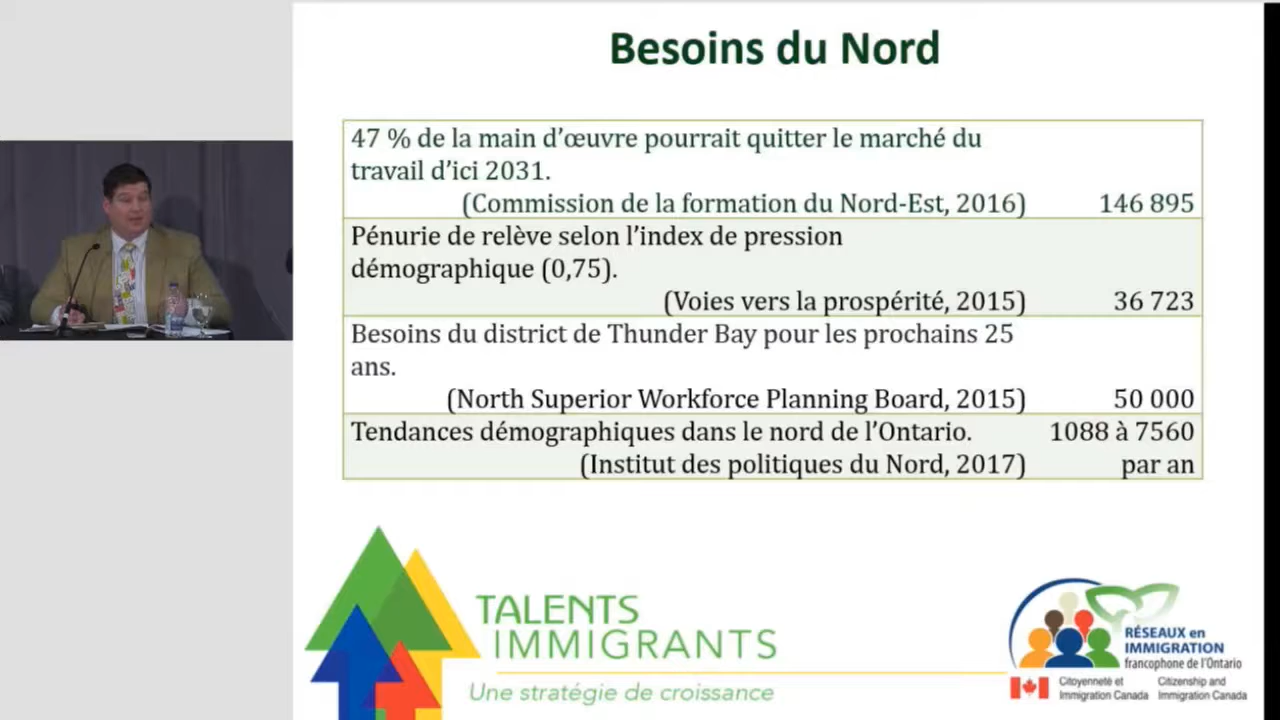 Besoins du Nord
47 % de la main d’œuvre pourrait quitter le marché du
travail d’ici 2031.
(Commission de la formation du Nord-Est, 2016) 146 895
Pénurie de relève selon l’index de pression
démographique (0,75).
(Voies vers la prospérité, 2015) 36 723
Besoins du district de Thunder Bay pour les prochains 25
ans.
(North Superior Workforce Planning Board, 2015) 50 000
Tendances démographiques dans le nord de l’Ontario. 1088 à 7560
(Institut des politiques du Nord, 2017) par an
TALENTS
IMMIGRANTS
Une stratégie de croissance
RÉSEAUX en
IMMIGRATION
francophone de l’Ontario
Citoyenneté et Citizenship and
Immigration Canada Immigration Canada